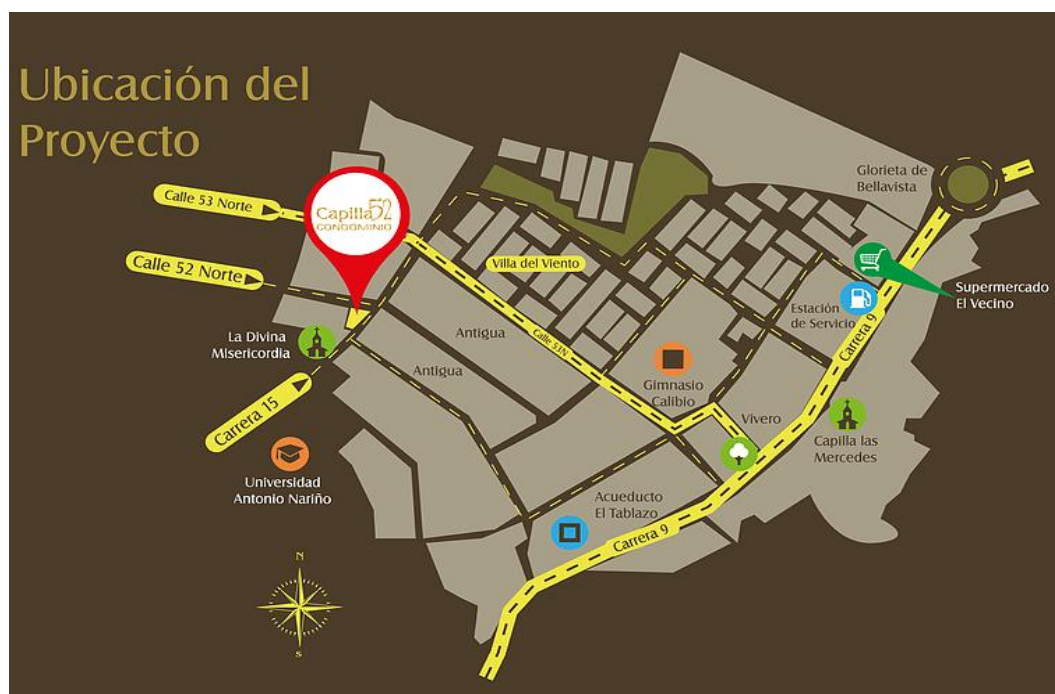 Ubicación del
Proyecto
Calle 53 Norte
Capilla 52
CONDOMINIO
Calle 52 Norte
La Divina
Misericordia
Carrera 15
Universidad
Antonio Nariño
Villa del Viento
Antigua
Antigua
Calle 53N
Glorieta de
Bellavista
Supermercado
El Vecino
Estación
de Servicio
Carrera 9
Gimnasio
Calibio
Vivero
Capilla las
Mercedes
Acueducto
El Tablazo
Carrera 9
N
S